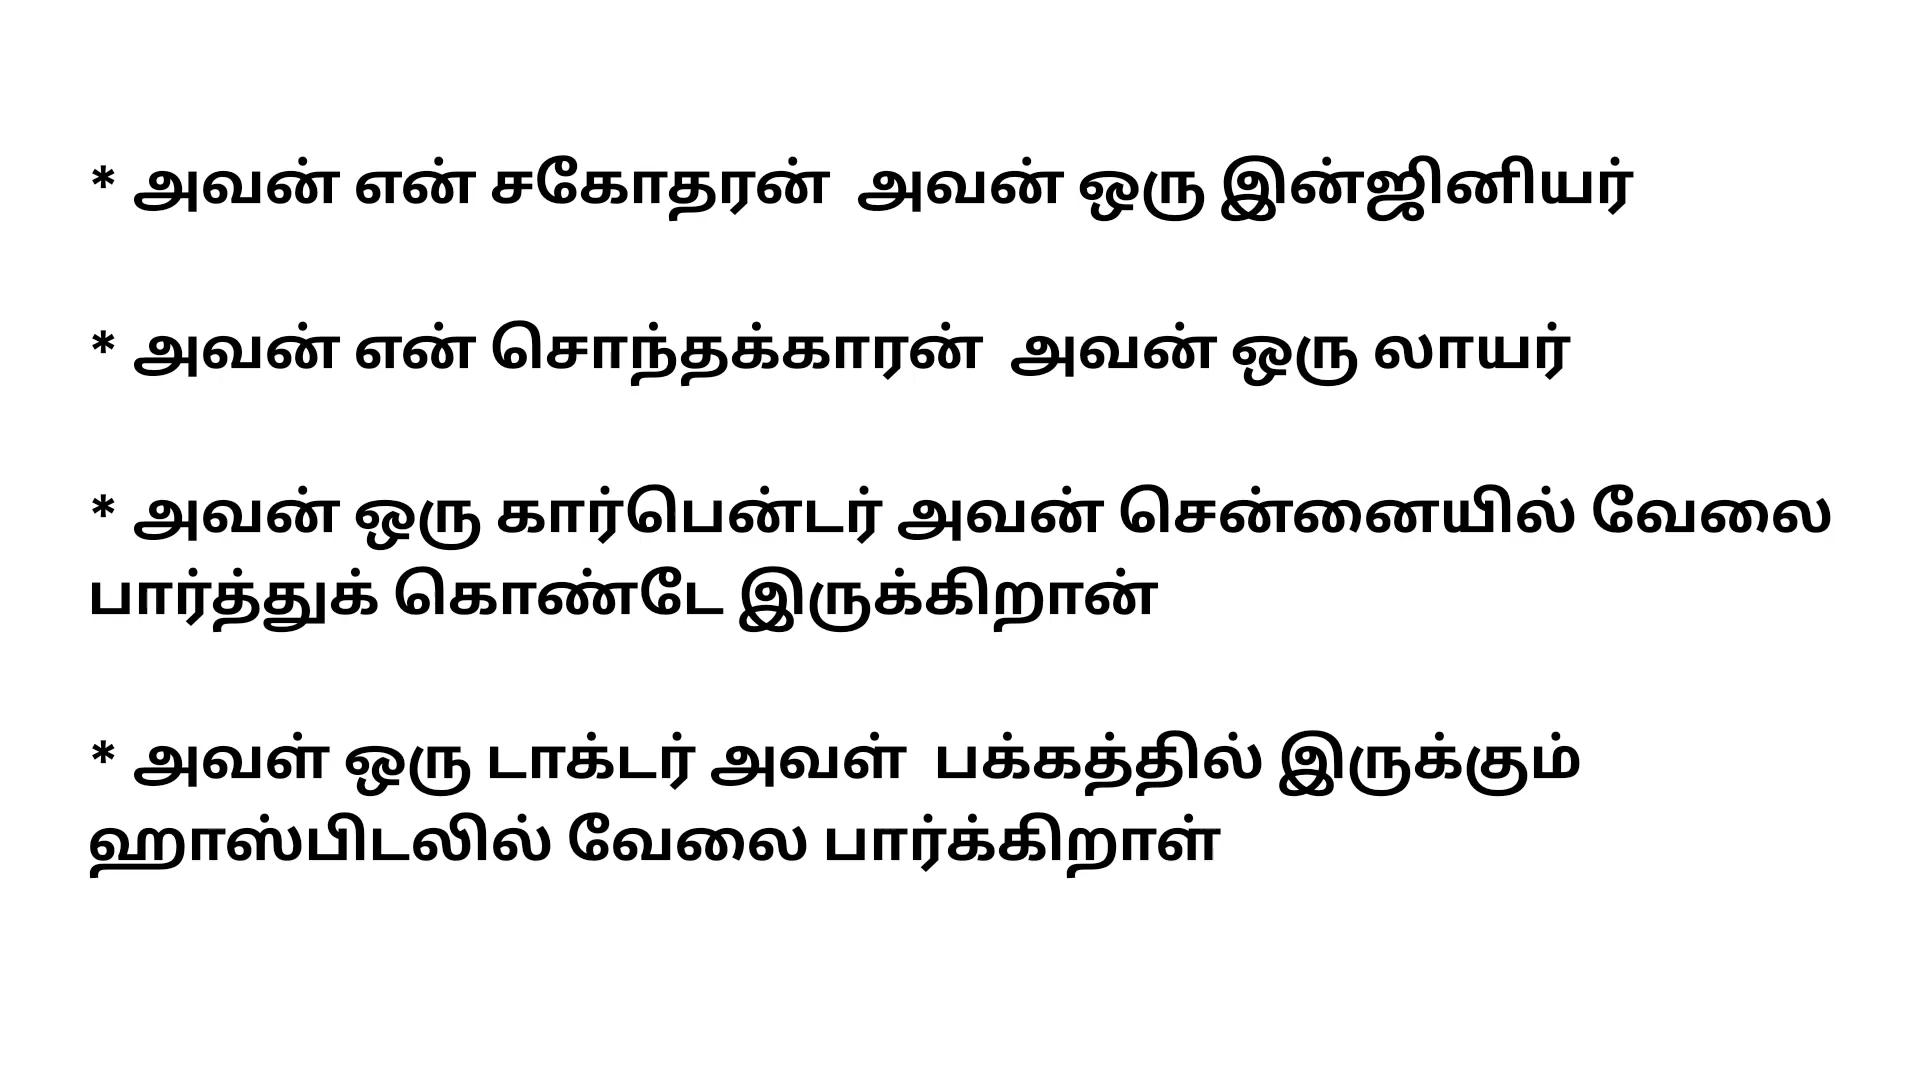 * அவன் என் சகோதரன்  அவன் ஒரு இன்ஜினியர்
* அவன் என் சொந்தக்காரன்  அவன் ஒரு லாயர்
* அவன் ஒரு கார்பென்டர் அவன் சென்னையில் வேலை
பார்த்துக் கொண்டே இருக்கிறான்
* அவள் ஒரு டாக்டர் அவள்  பக்கத்தில் இருக்கும்
ஹாஸ்பிடலில் வேலை பார்க்கிறாள்